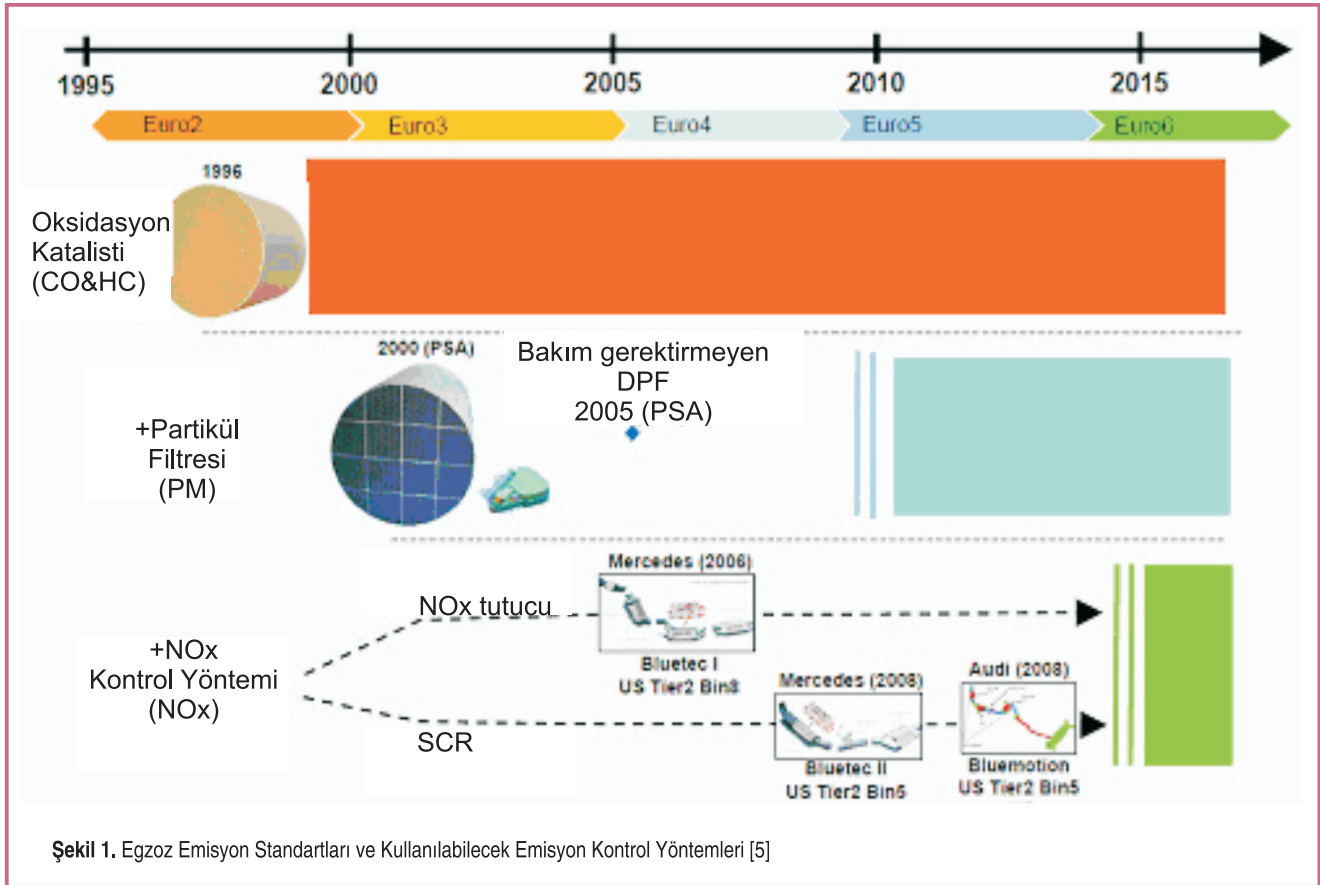 1995 2000 2005 2010 2015
Euro2 Euro3 Euro4 Euro5 Euro6
1996
Oksidasyon
Katalisti
(CO&HC)
2000 (PSA)
Bakım gerektirmeyen
DPF
2005 (PSA)
+Partikül
Filtresi
(PM)
Mercedes (2006)
NOx tutucu
Bluetec I
US Tier2 Bin8
+NOx
Kontrol Yöntemi
(NOx)
Mercedes (2008)
Audi (2008)
SCR
Bluetec II
US Tier2 Bin5
Bluemotion
US Tier2 Bin5
Şekil 1. Egzoz Emisyon Standartları ve Kullanılabilecek Emisyon Kontrol Yöntemleri [5]